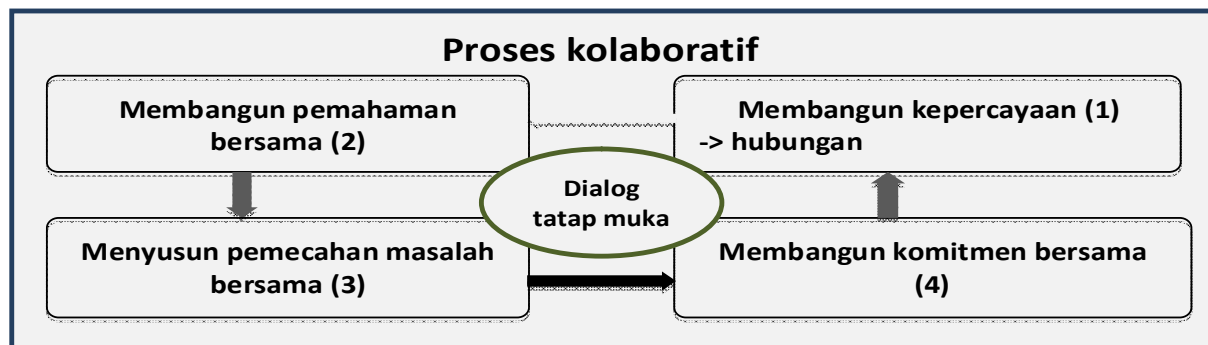 Proses kolaboratif
Membangun pemahaman
bersama (2)
Membangun kepercayaan (1)
-> hubungan
Dialog
tatap muka
Menyusun pemecahan masalah
bersama (3)
Membangun komitmen bersama
(4)